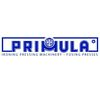 PRIMULA
IRONING PRESSING MACHINERY - FUSING PRESSES